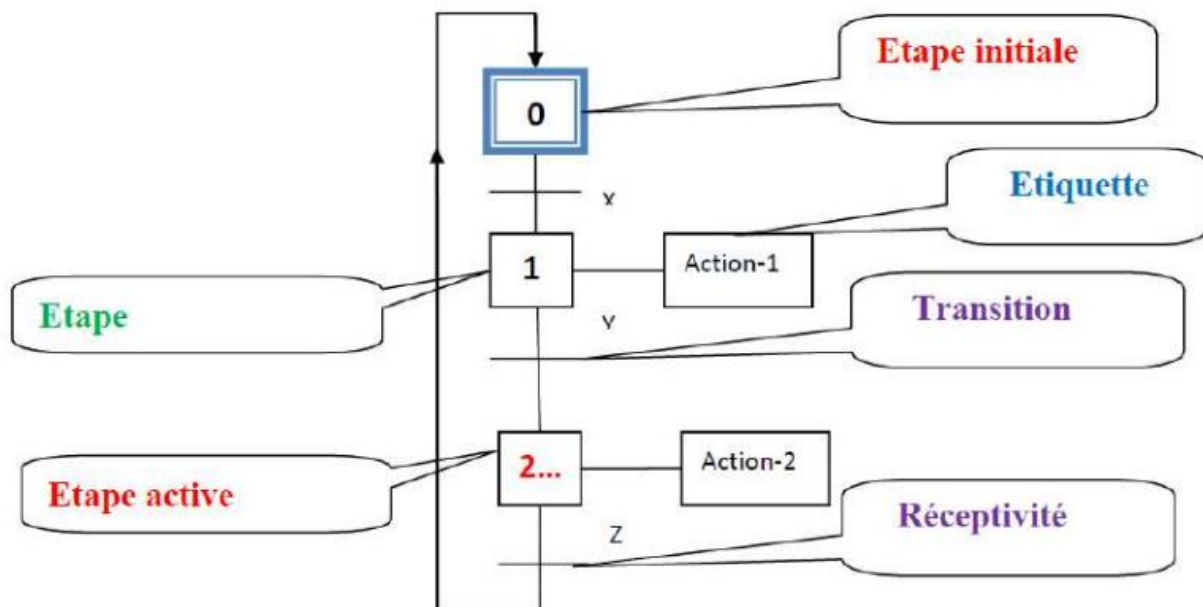 Etape initiale
0
X
Etiquette
1
Action-1
Etape
Y
Transition
2...
Action-2
Etape active
Z
Réceptivité